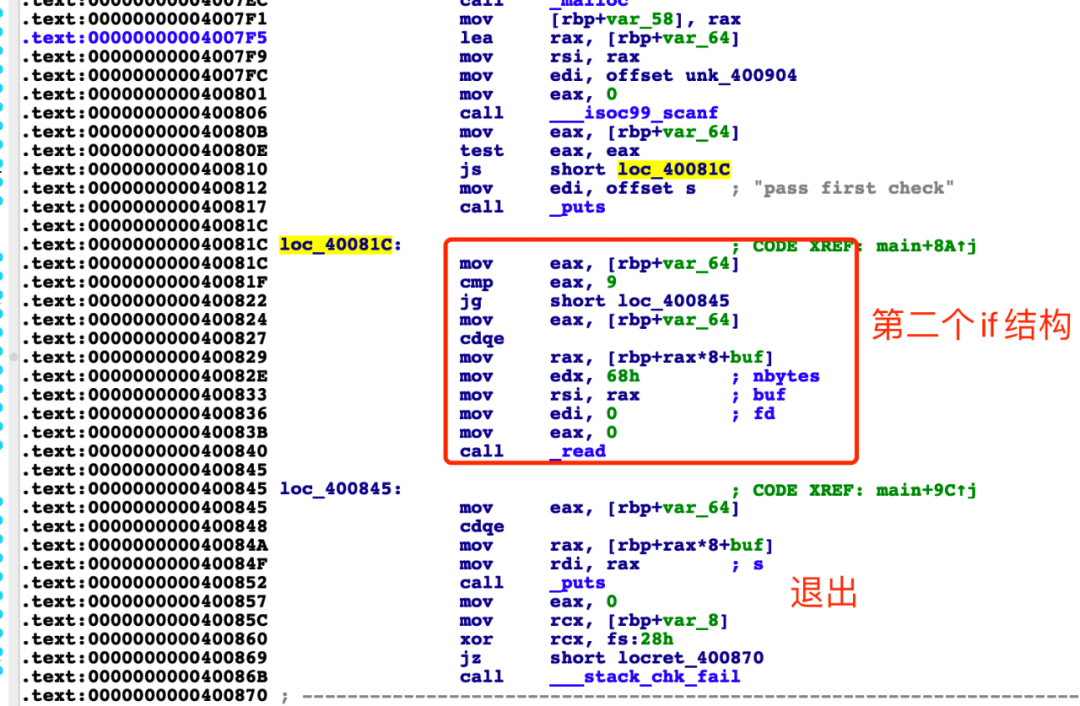 .text:00000000004007EC call _malloc
.text:00000000004007F1 mov [rbp+var_58], rax
.text:00000000004007F5 lea rax, [rbp+var_64]
.text:00000000004007F9 mov rsi, rax
.text:00000000004007FC mov edi, offset unk_400904
.text:0000000000400801 mov eax, 0
.text:0000000000400806 call ___isoc99_scanf
.text:000000000040080B mov eax, [rbp+var_64]
.text:000000000040080E test eax, eax
.text:0000000000400810 js short loc_40081C
.text:0000000000400812 mov edi, offset s ; "pass first check"
.text:0000000000400817 call _puts
.text:000000000040081C
.text:000000000040081C loc_40081C: ; CODE XREF: main+8A↑j
.text:000000000040081C mov eax, [rbp+var_64]
.text:000000000040081F cmp eax, 9
.text:0000000000400822 jg short loc_400845
.text:0000000000400824 mov eax, [rbp+var_64]
.text:0000000000400827 cdqe
.text:0000000000400829 mov rax, [rbp+rax*8+buf]
.text:000000000040082E mov edx, 68h ; nbytes
.text:0000000000400833 mov rsi, rax ; buf
.text:0000000000400836 mov edi, 0 ; fd
.text:000000000040083B mov eax, 0
.text:0000000000400840 call _read
.text:0000000000400845
.text:0000000000400845 loc_400845: ; CODE XREF: main+9C↑j
.text:0000000000400845 mov eax, [rbp+var_64]
.text:0000000000400848 cdqe
.text:000000000040084A mov rax, [rbp+rax*8+buf]
.text:000000000040084F mov rdi, rax ; s
.text:0000000000400852 call _puts
.text:0000000000400857 mov eax, 0
.text:000000000040085C mov rcx, [rbp+var_8]
.text:0000000000400860 xor rcx, fs:28h
.text:0000000000400869 jz short locret_400870
.text:000000000040086B call ___stack_chk_fail
.text:0000000000400870 ; ---------------------------------------------------------------------------
第二个if结构
退出